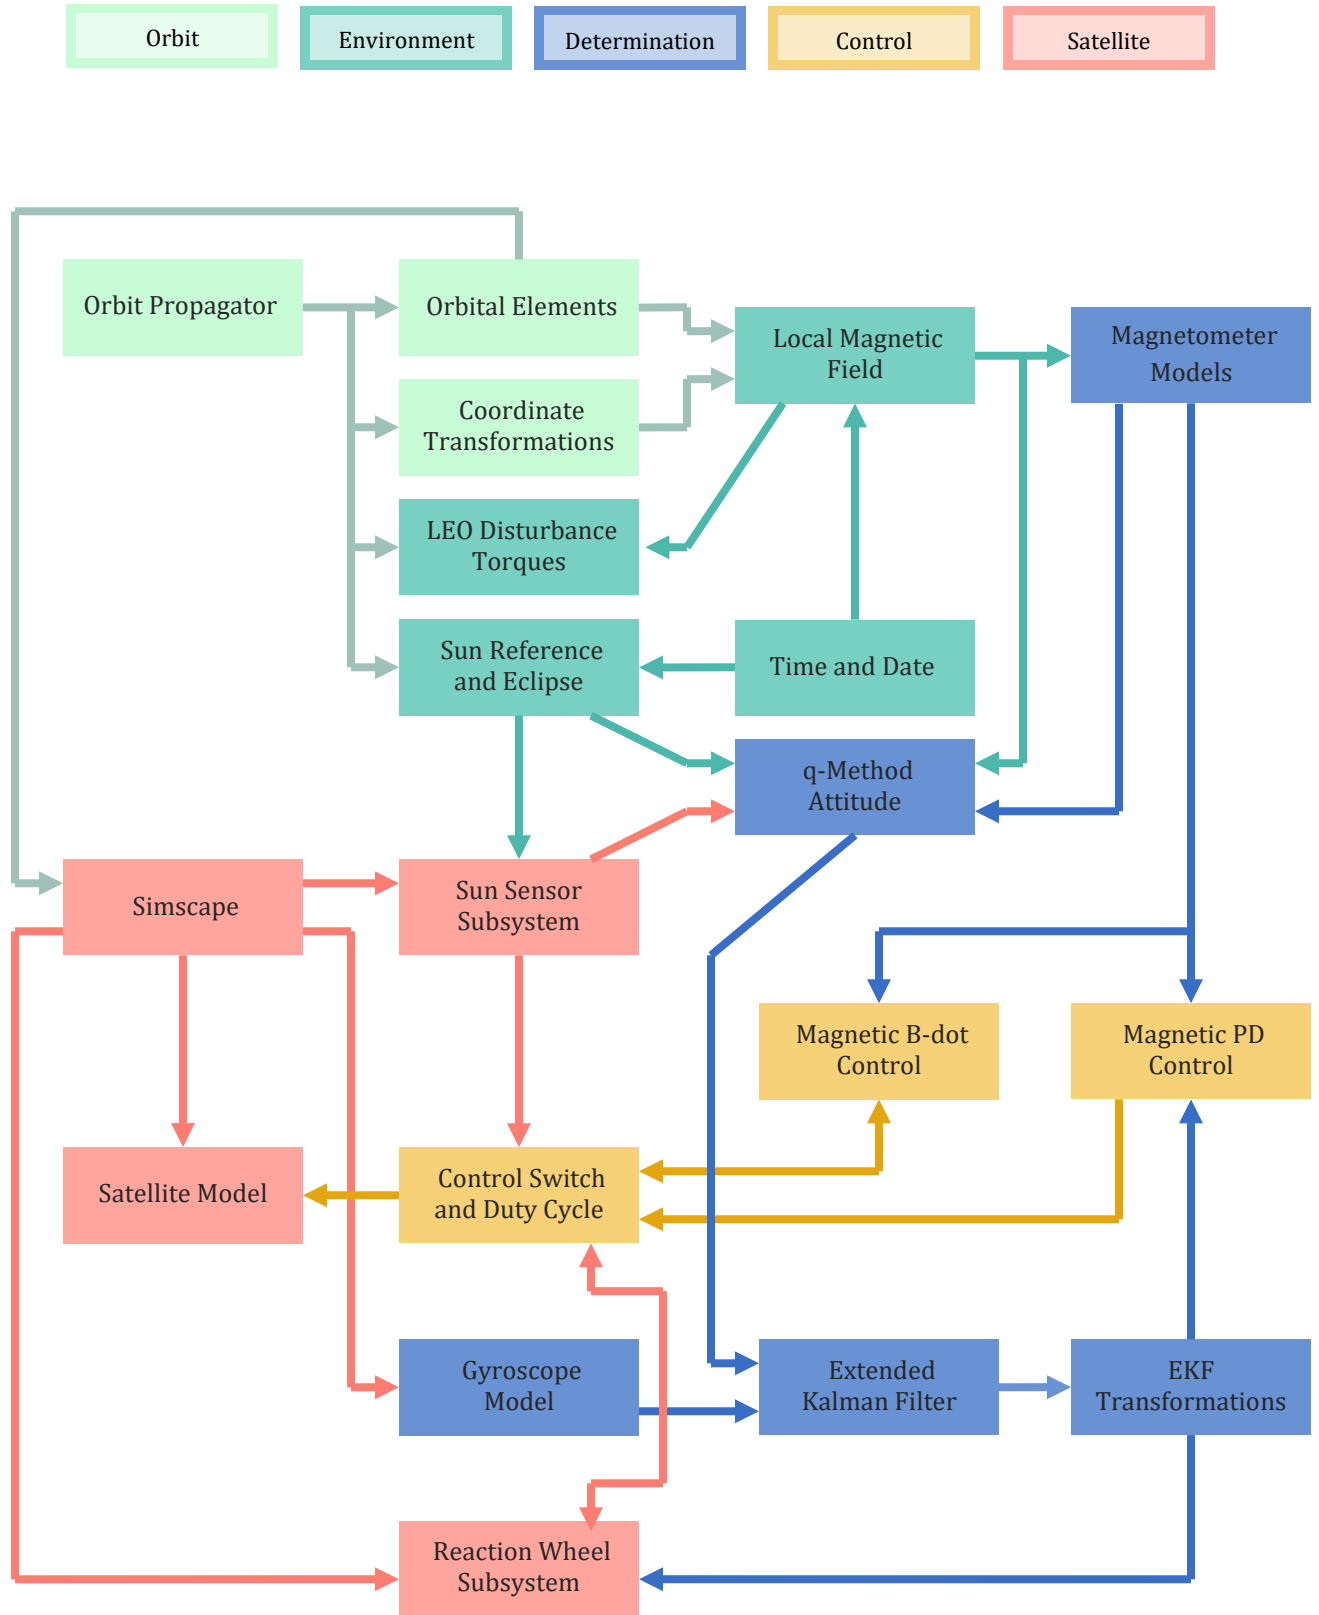 Orbit
Environment
Determination
Control
Satellite
Orbit Propagator
Orbital Elements
Local Magnetic
Field
Magnetometer
Models
Coordinate
Transformations
LEO Disturbance
Torques
Sun Reference
and Eclipse
Time and Date
q-Method
Attitude
Simscape
Sun Sensor
Subsystem
Magnetic B-dot
Control
Magnetic PD
Control
Satellite Model
Control Switch
and Duty Cycle
Gyroscope
Model
Extended
Kalman Filter
EKF
Transformations
Reaction Wheel
Subsystem